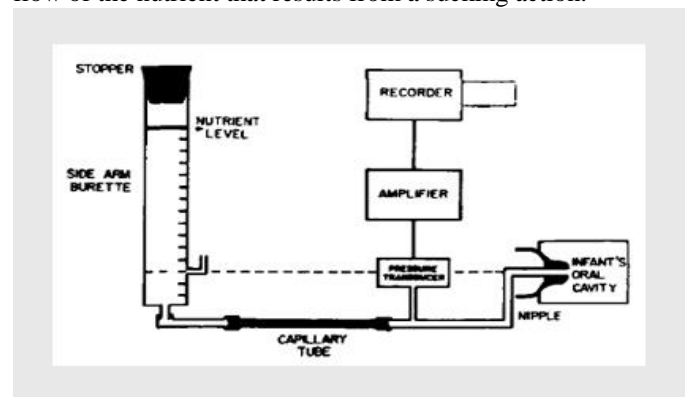 flow of the nutrient that results from a sucking action.
STOPPER
RECORDER
NUTRIENT
LEVEL
SIDE ARM
BURETTE
AMPLIFIER
PRESSURE
TRANSDUCER
INFANT'S
ORAL
CAVITY
NIPPLE
CAPILLARY
TUBE